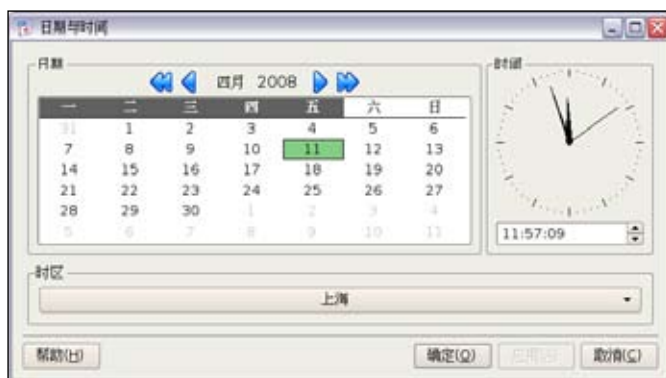 日期与时间
日期
四月 2008
一 二 三 四 五 六 日
31 1 2 3 4 5 6
7 8 9 10 11 12 13
14 15 16 17 18 19 20
21 22 23 24 25 26 27
28 29 30 1 2 3 4
5 6 7 8 9 10 11
时间
11:57:09
时区
上海
帮助(H)
确定(O)
取消(C)